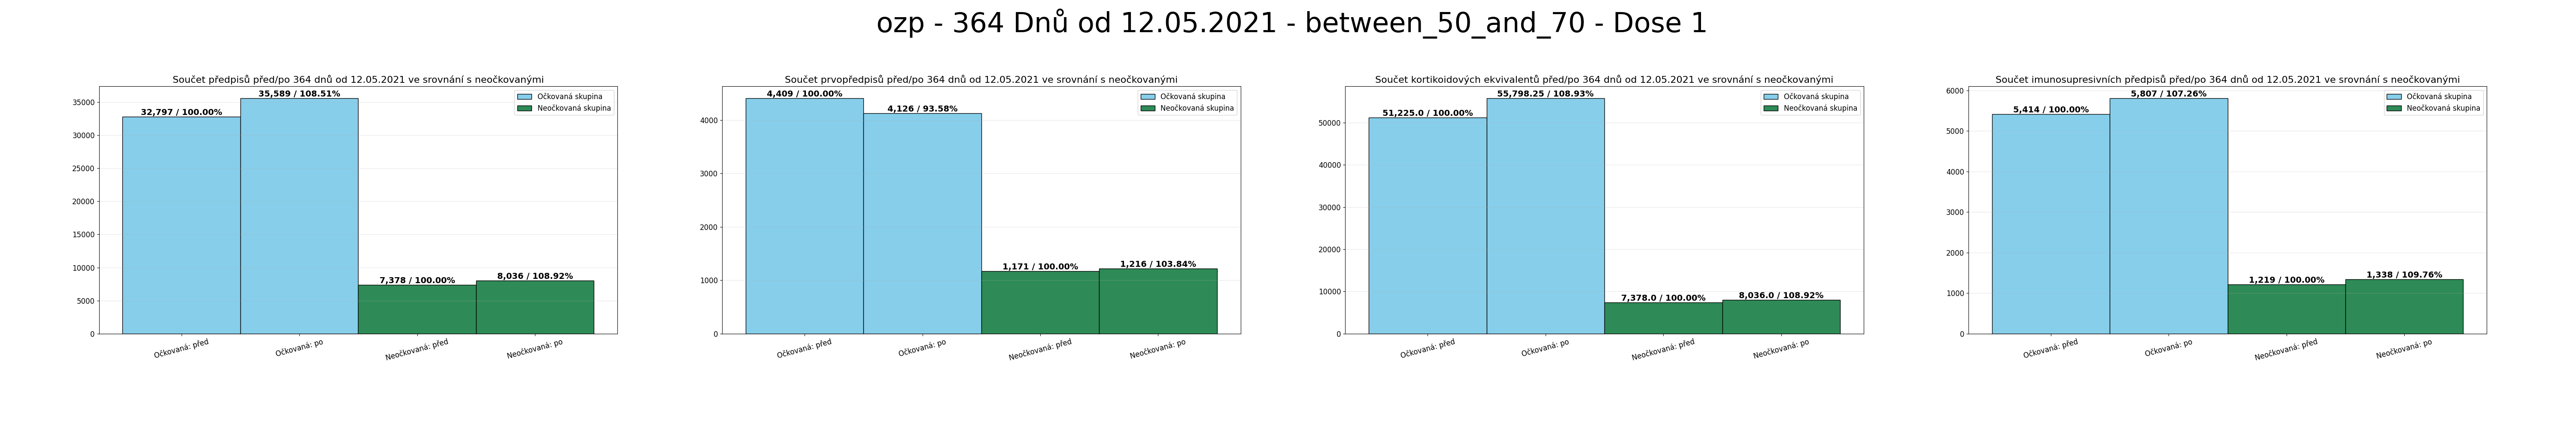 ozp - 364 Dnů od 12.05.2021 - between_50_and_70 - Dose 1
Součet předpisů před/po 364 dnů od 12.05.2021 ve srovnání s neočkovanými
35000
30000
25000
20000
15000
10000
5000
0
32,797 / 100.00%
35,589 / 108.51%
7,378 / 100.00%
8,036 / 108.92%
Očkovaná skupina
Neočkovaná skupina
Očkovaná: před
Očkovaná: po
Neočkovaná: před
Neočkovaná: po
Součet prvopředpisů před/po 364 dnů od 12.05.2021 ve srovnání s neočkovanými
4000
3000
2000
1000
0
4,409 / 100.00%
4,126 / 93.58%
1,171 / 100.00%
1,216 / 103.84%
Očkovaná skupina
Neočkovaná skupina
Očkovaná: před
Očkovaná: po
Neočkovaná: před
Neočkovaná: po
Součet kortikoidových ekvivalentů před/po 364 dnů od 12.05.2021 ve srovnání s neočkovanými
50000
40000
30000
20000
10000
0
51,225.0 / 100.00%
55,798.25 / 108.93%
7,378.0 / 100.00%
8,036.0 / 108.92%
Očkovaná skupina
Neočkovaná skupina
Očkovaná: před
Očkovaná: po
Neočkovaná: před
Neočkovaná: po
Součet imunosupresivních předpisů před/po 364 dnů od 12.05.2021 ve srovnání s neočkovanými
6000
5000
4000
3000
2000
1000
0
5,414 / 100.00%
5,807 / 107.26%
1,219 / 100.00%
1,338 / 109.76%
Očkovaná skupina
Neočkovaná skupina
Očkovaná: před
Očkovaná: po
Neočkovaná: před
Neočkovaná: po